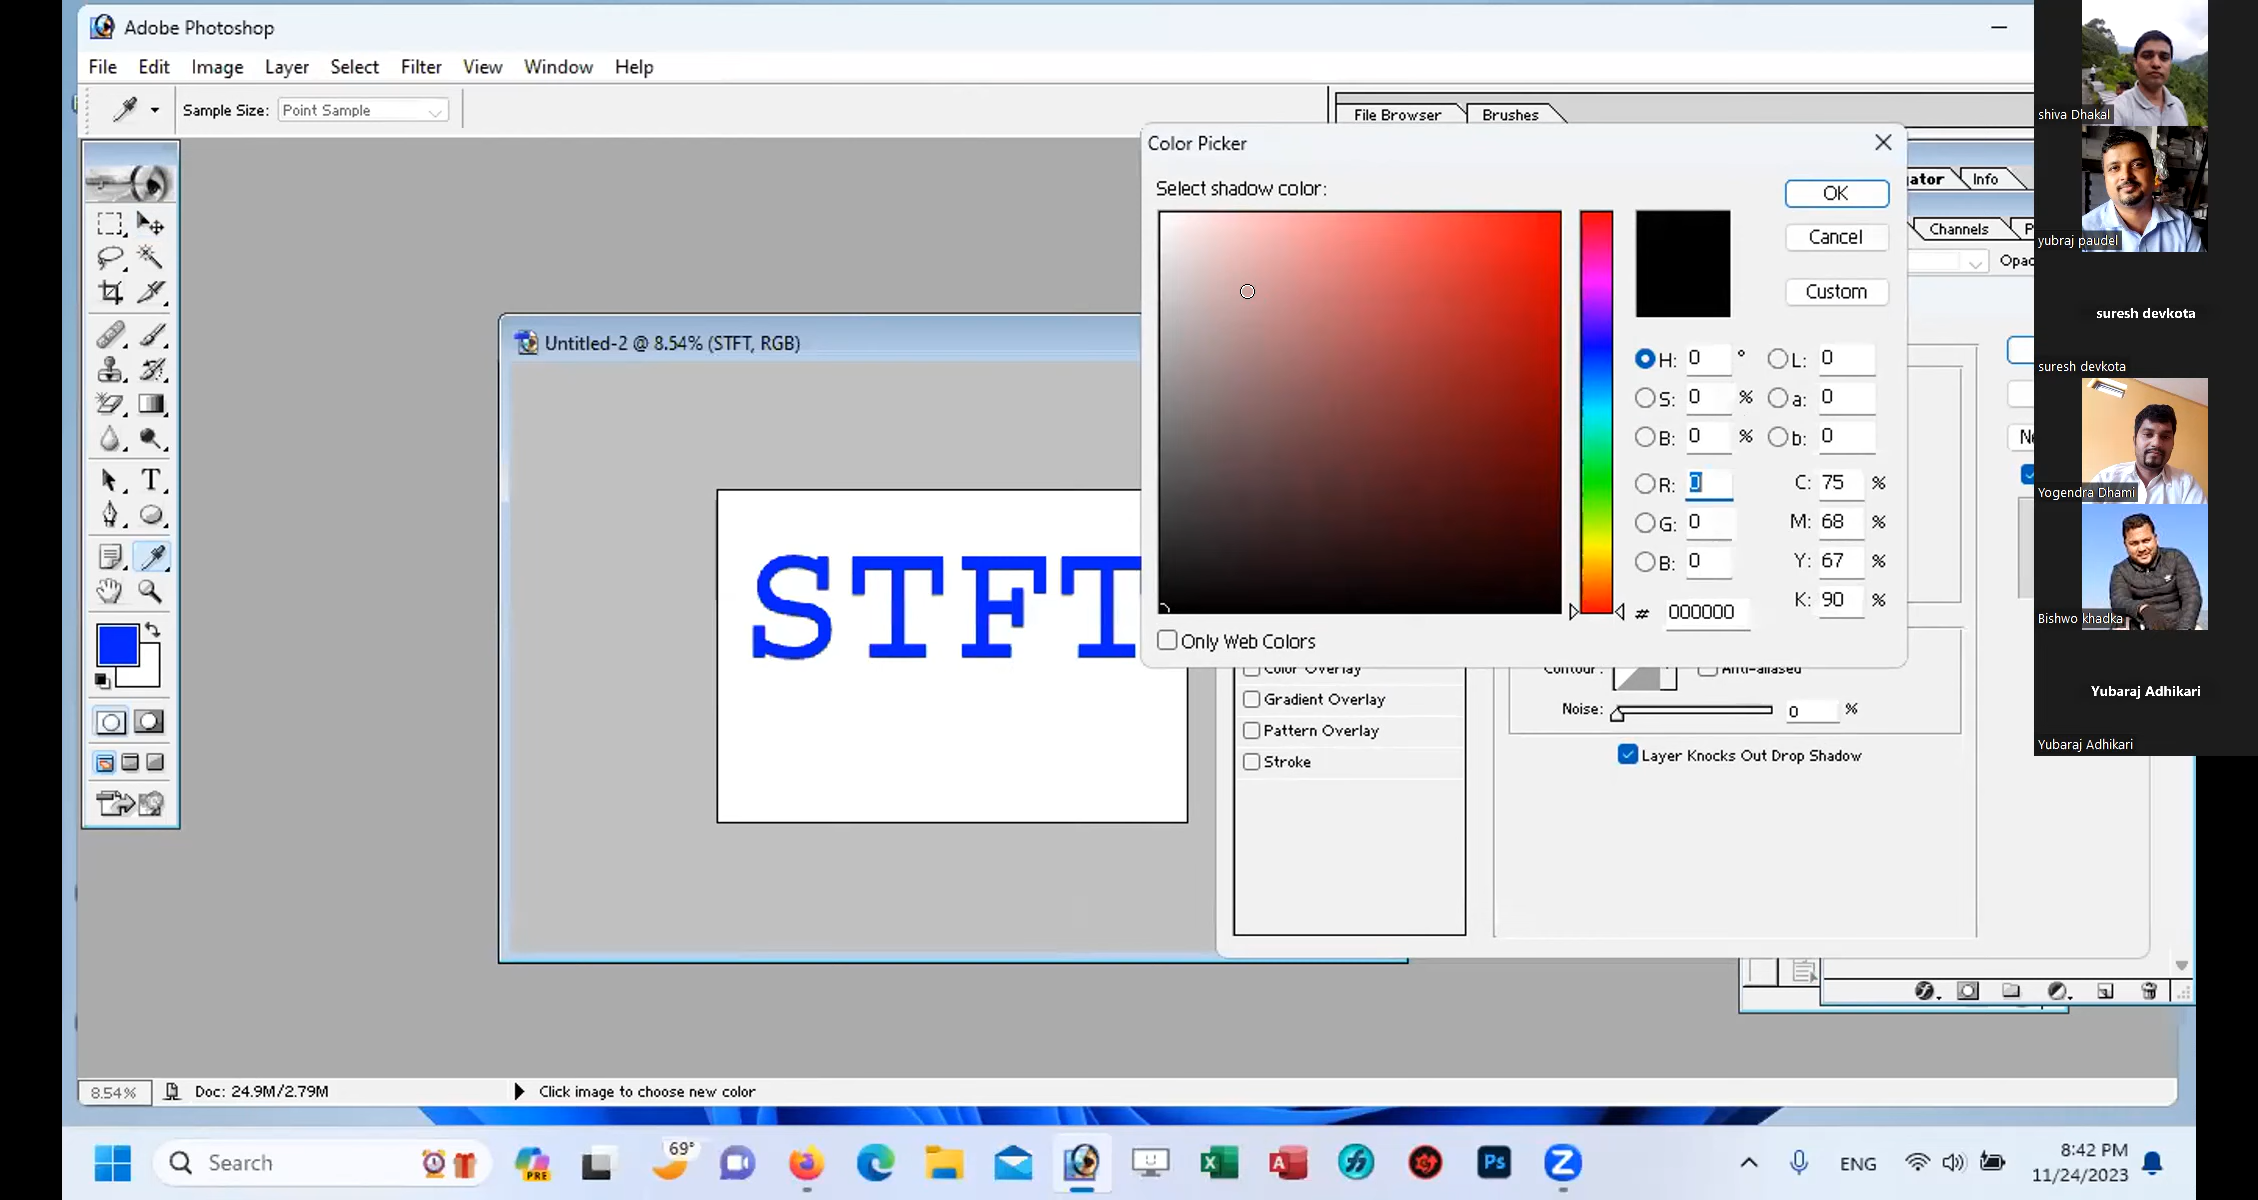 Adobe Photoshop
File Edit Image Layer Select Filter View Window Help
Sample Size: Point Sample
File Browser Brushes
Color Picker
Select shadow color:
OK
Cancel
Custom
H: 0 ° L: 0
S: 0 % a: 0
B: 0 % b: 0
R: 0 C: 75 %
G: 0 M: 68 %
B: 0 Y: 67 %
K: 90 %
# 000000
Only Web Colors
Info
Channels
Untitled-2 @ 8.54% (STFT, RGB)
STFT
Gradient Overlay
Pattern Overlay
Stroke
Color Overlay
Contour: Anti-aliased
Noise: 0 %
Layer Knocks Out Drop Shadow
8.54% Doc: 24.9M/2.79M Click image to choose new color
shiva Dhakal
yubraj paudel
suresh devkota
suresh devkota
Yogendra Dhami
Bishwo khadka
Yubaraj Adhikari
Yubaraj Adhikari
Search
PRE
69°
Ps
ENG
8:42 PM
11/24/2023